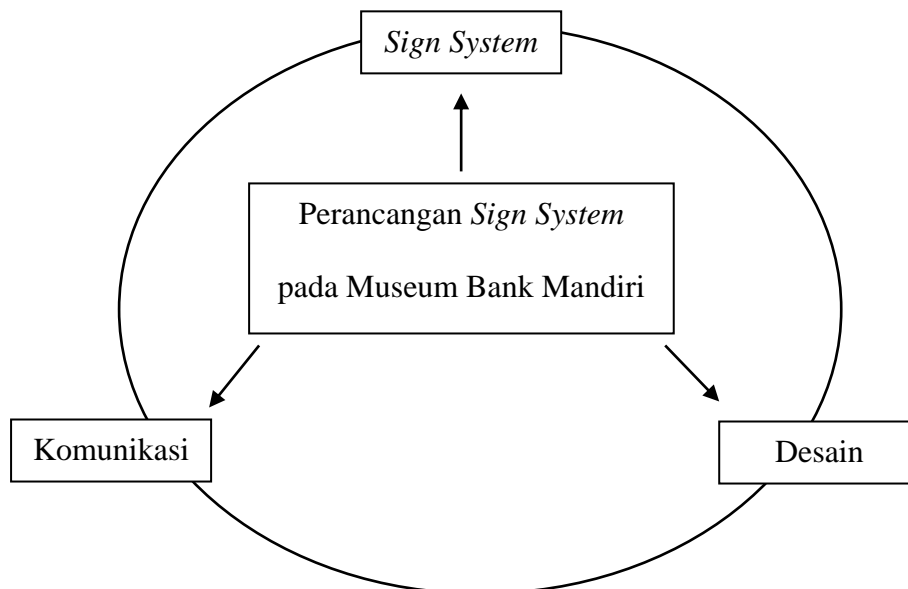 Sign System
Perancangan Sign System
pada Museum Bank Mandiri
Komunikasi
Desain